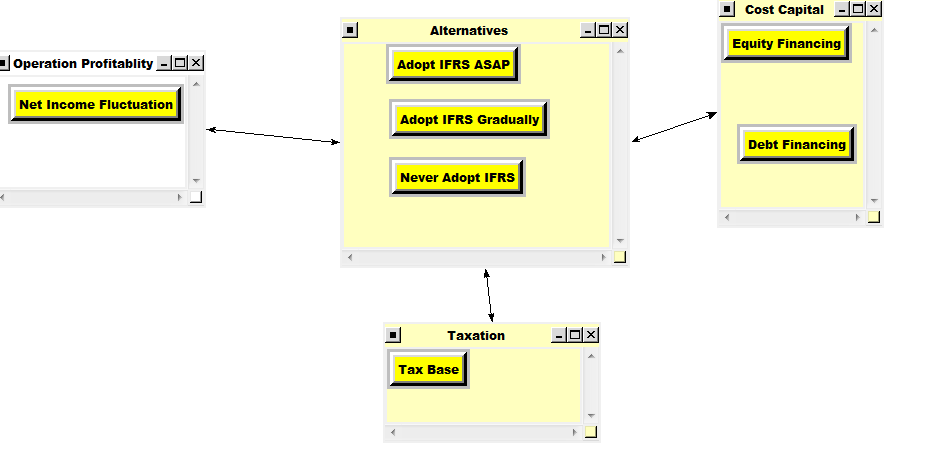 Operation Profitablity
Net Income Fluctuation
Alternatives
Adopt IFRS ASAP
Adopt IFRS Gradually
Never Adopt IFRS
Cost Capital
Equity Financing
Debt Financing
Taxation
Tax Base